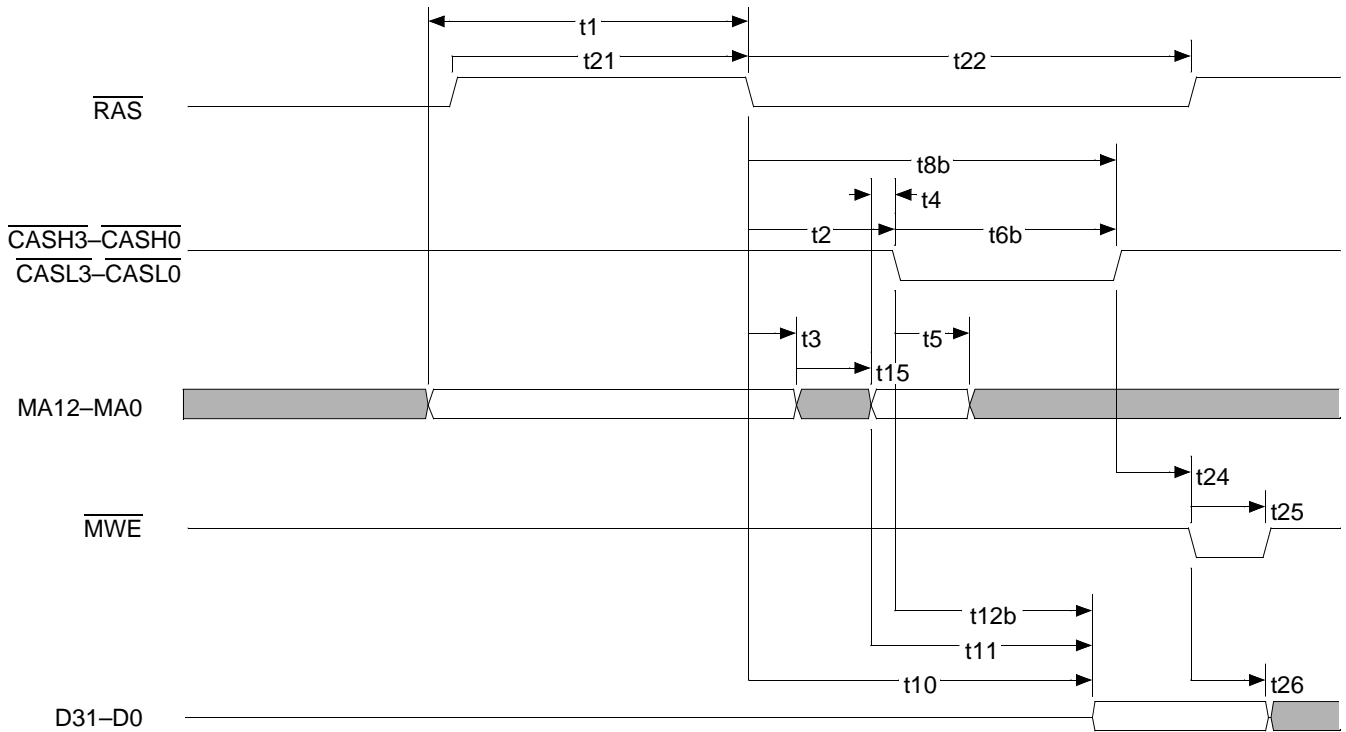 t1
t21
t22
RAS
t8b
t4
CASH3–CASH0
t2
t6b
CASL3–CASL0
t3
t5
t15
MA12–MA0
t24
t25
MWE
t12b
t11
t10
t26
D31–D0